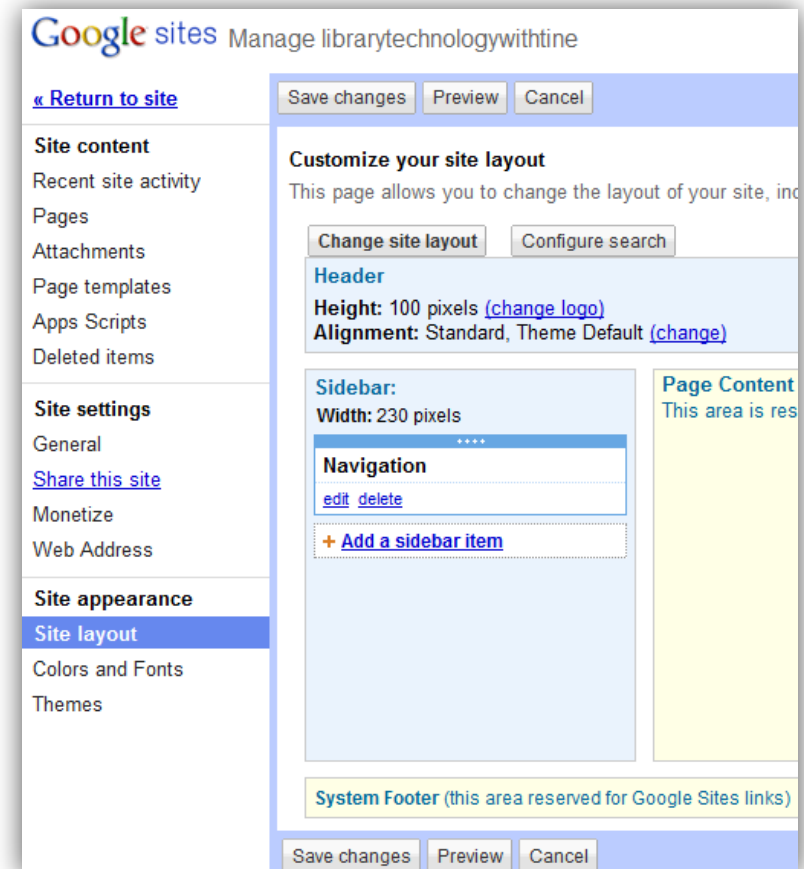 Google sites Manage librarytechnologywithtine
« Return to site
Site content
Recent site activity
Pages
Attachments
Page templates
Apps Scripts
Deleted items
Site settings
General
Share this site
Monetize
Web Address
Site appearance
Site layout
Colors and Fonts
Themes
Save changes Preview Cancel
Customize your site layout
This page allows you to change the layout of your site,
Change site layout Configure search
Header
Height: 100 pixels (change logo)
Alignment: Standard, Theme Default (change)
Sidebar:
Width: 230 pixels
Navigation
edit delete
+ Add a sidebar item
Page Content
This area is res
System Footer (this area reserved for Google Sites links)
Save changes Preview Cancel